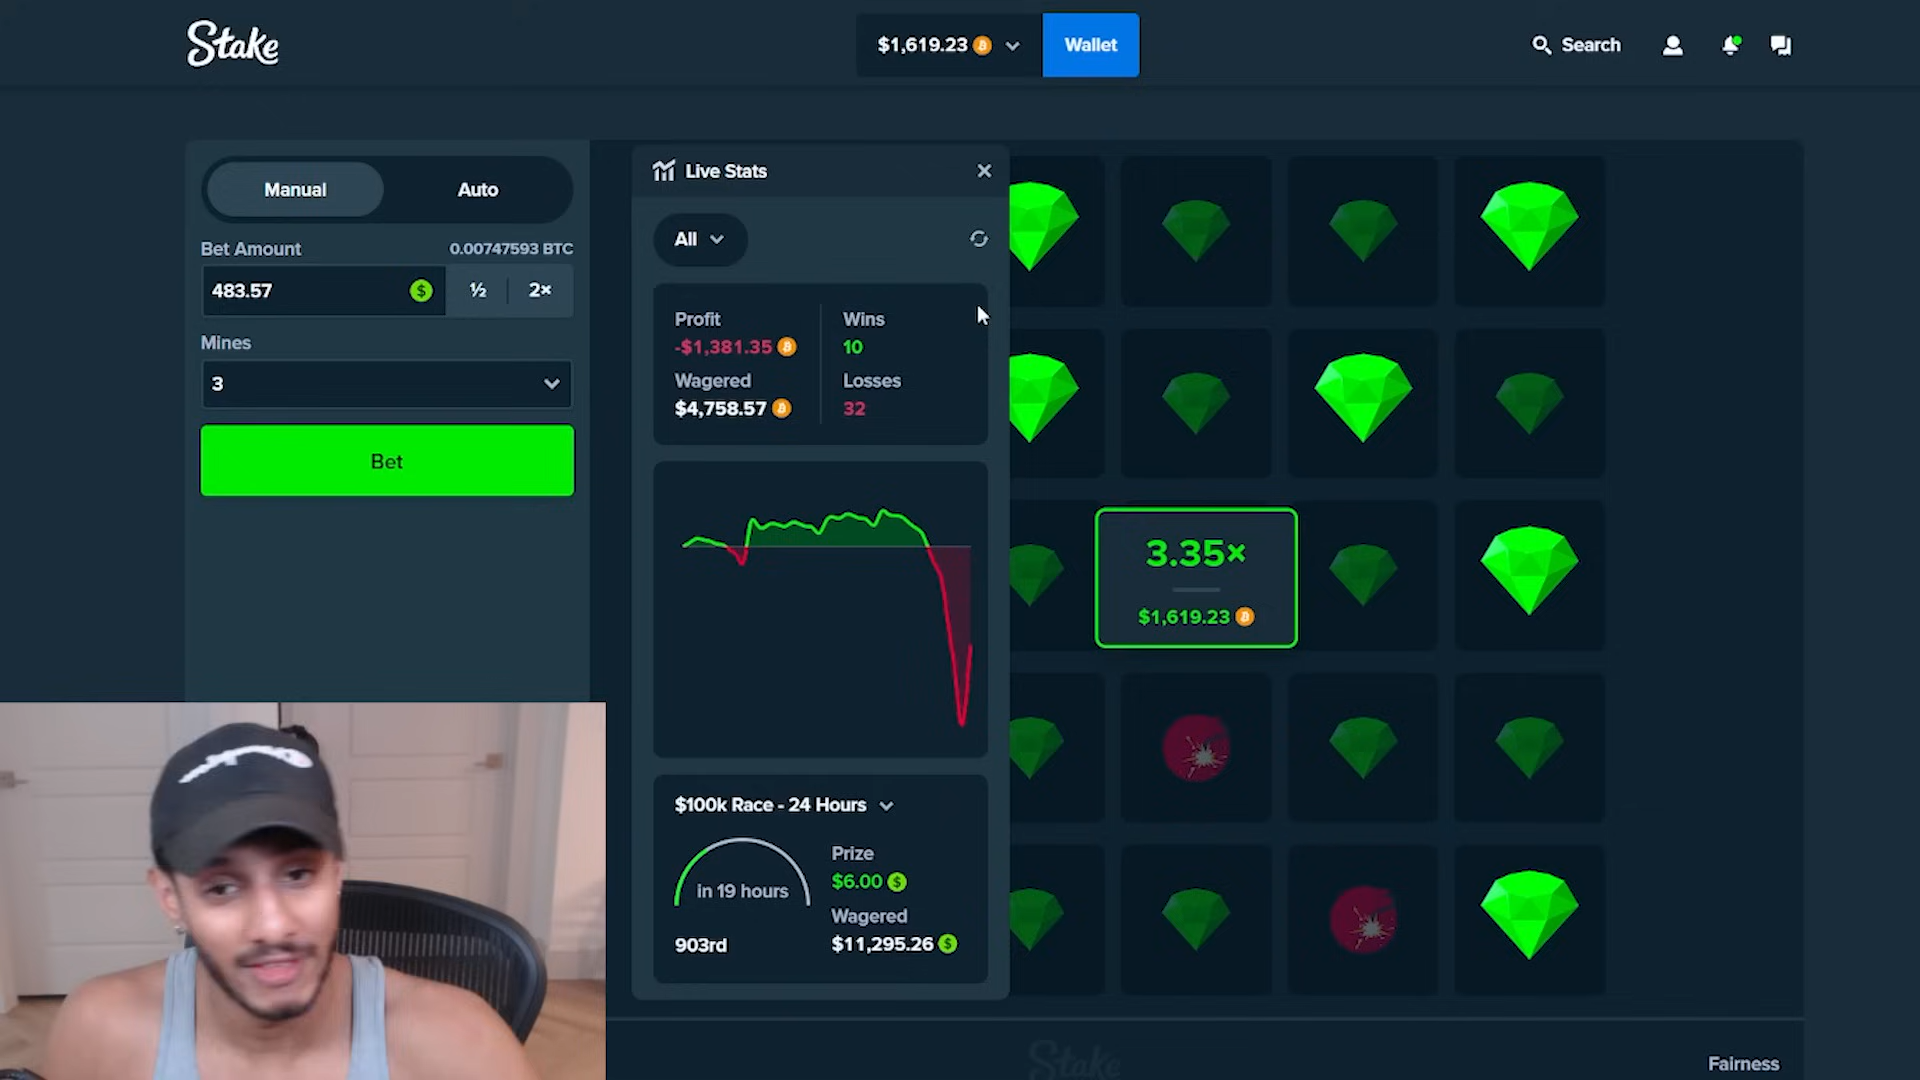 Stake
$1,619.23
Wallet
Search
Manual
Auto
Bet Amount
0.00747593 BTC
483.57
$
½
2×
Mines
3
Bet
Live Stats
All
Profit
-$1,381.35
Wagered
$4,758.57
Wins
10
Losses
32
3.35×
$1,619.23
$100k Race - 24 Hours
in 19 hours
903rd
Prize
$6.00 $
Wagered
$11,295.26 $
Stake
Fairness